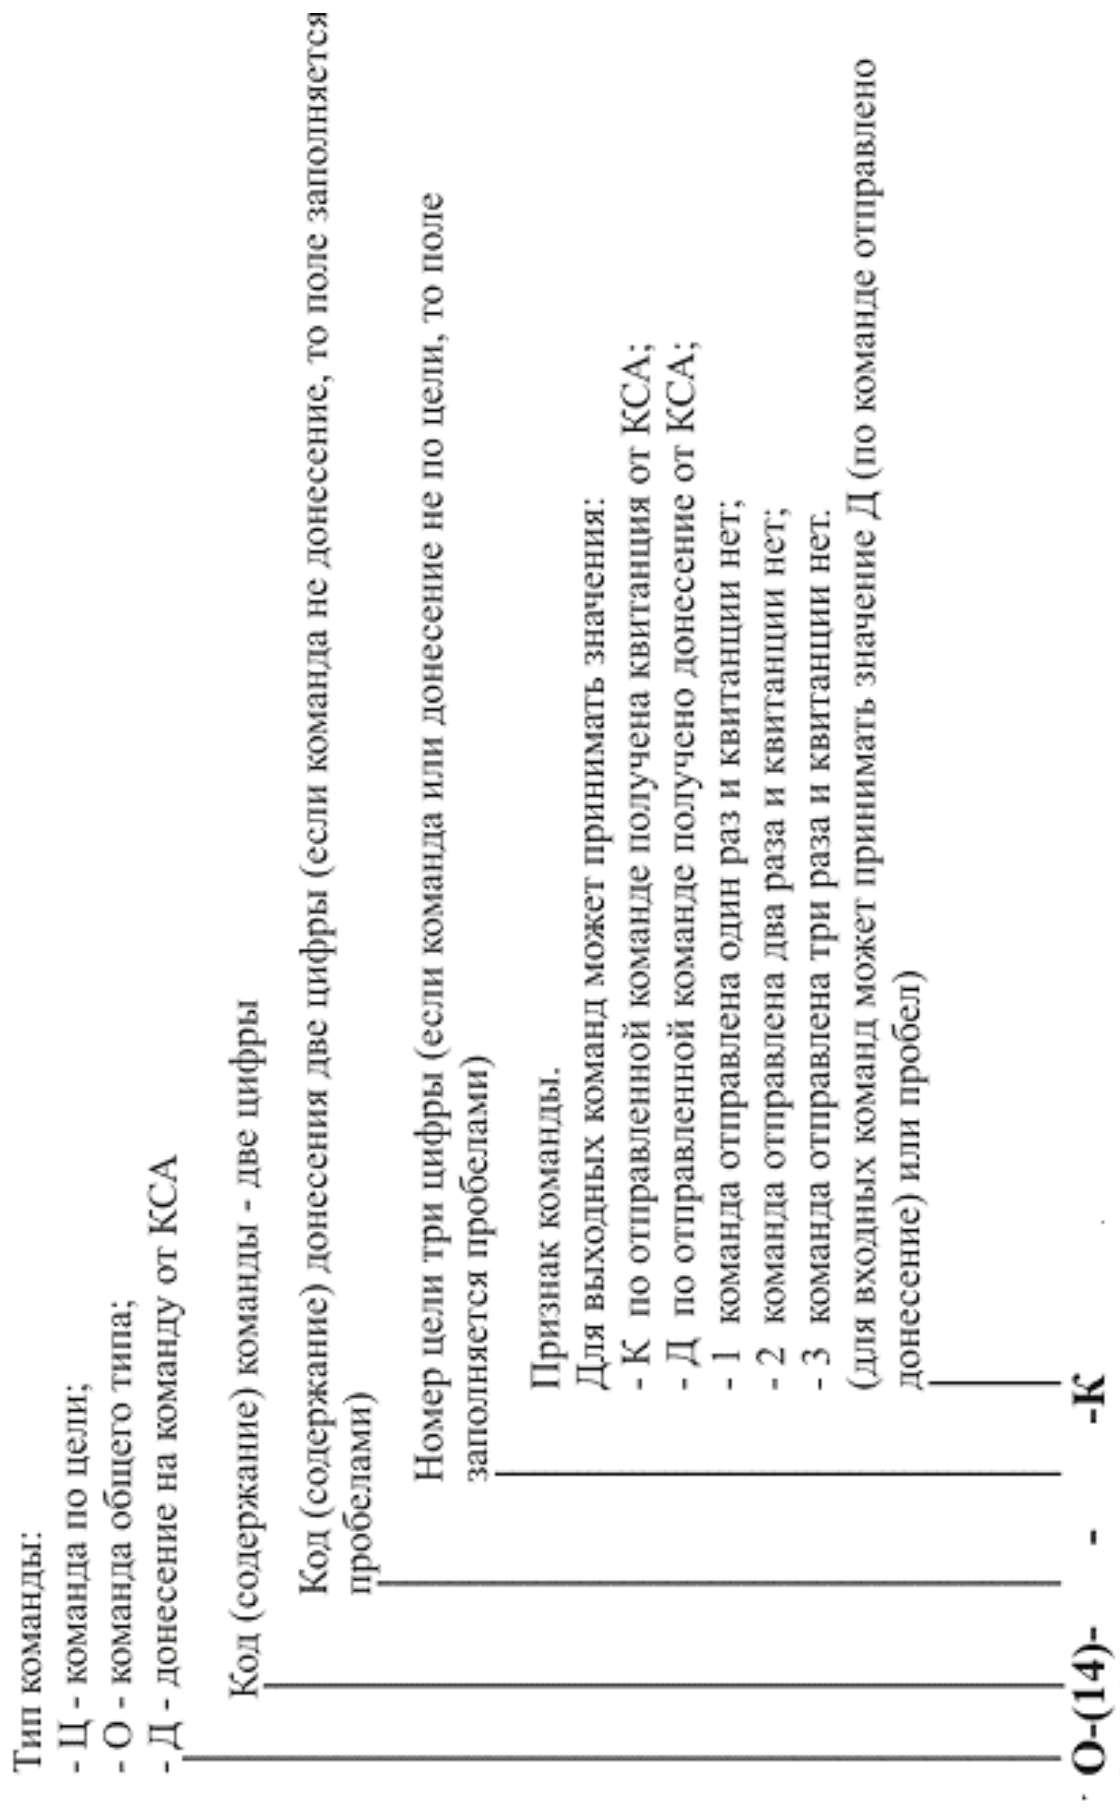 Тип команды:
- Ц - команда по цели;
- О - команда общего типа;
- Д - донесение на команду от КСА
Код (содержание) команды - две цифры
Код (содержание) донесения две цифры (если команда не донесение, то поле заполняется
пробелами)
Номер цели три цифры (если команда или донесение не по цели, то поле
заполняется пробелами)
Признак команды.
Для выходных команд может принимать значения:
- К по отправленной команде получена квитанция от КСА;
- Д по отправленной команде получено донесение от КСА;
- 1 команда отправлена один раз и квитанции нет;
- 2 команда отправлена два раза и квитанции нет;
- 3 команда отправлена три раза и квитанции нет.
(для входных команд может принимать значение Д (по команде отправлено
донесение) или пробел)
О-(14)- - -К